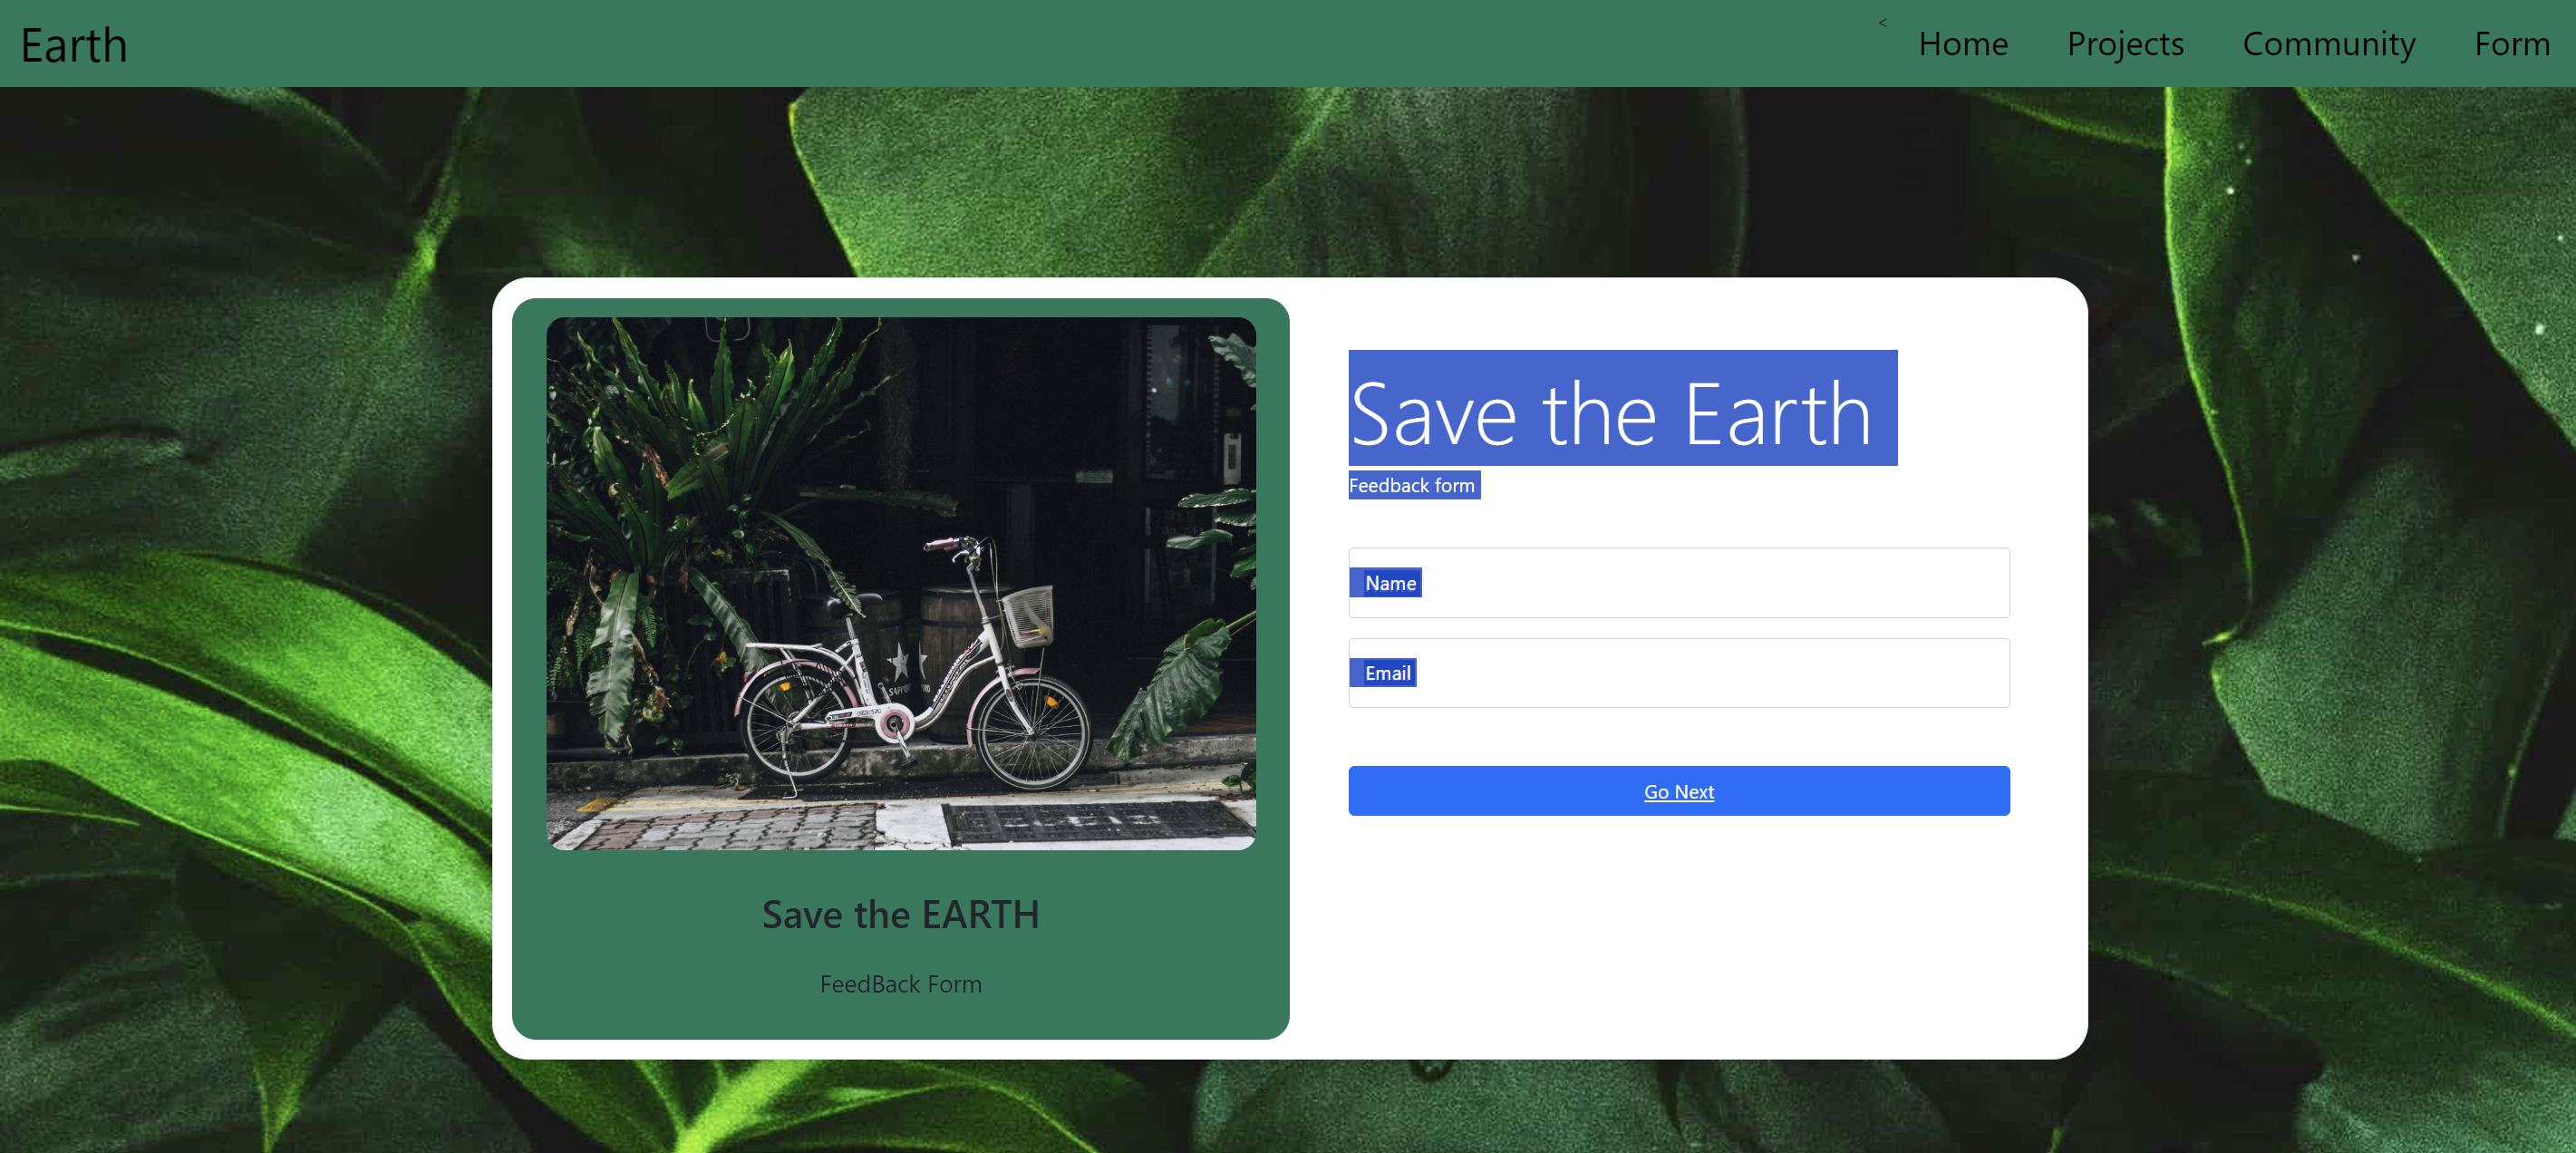 Earth
<
Home Projects Community Form
Save the Earth
Feedback form
Name
Email
Go Next
Save the EARTH
FeedBack Form